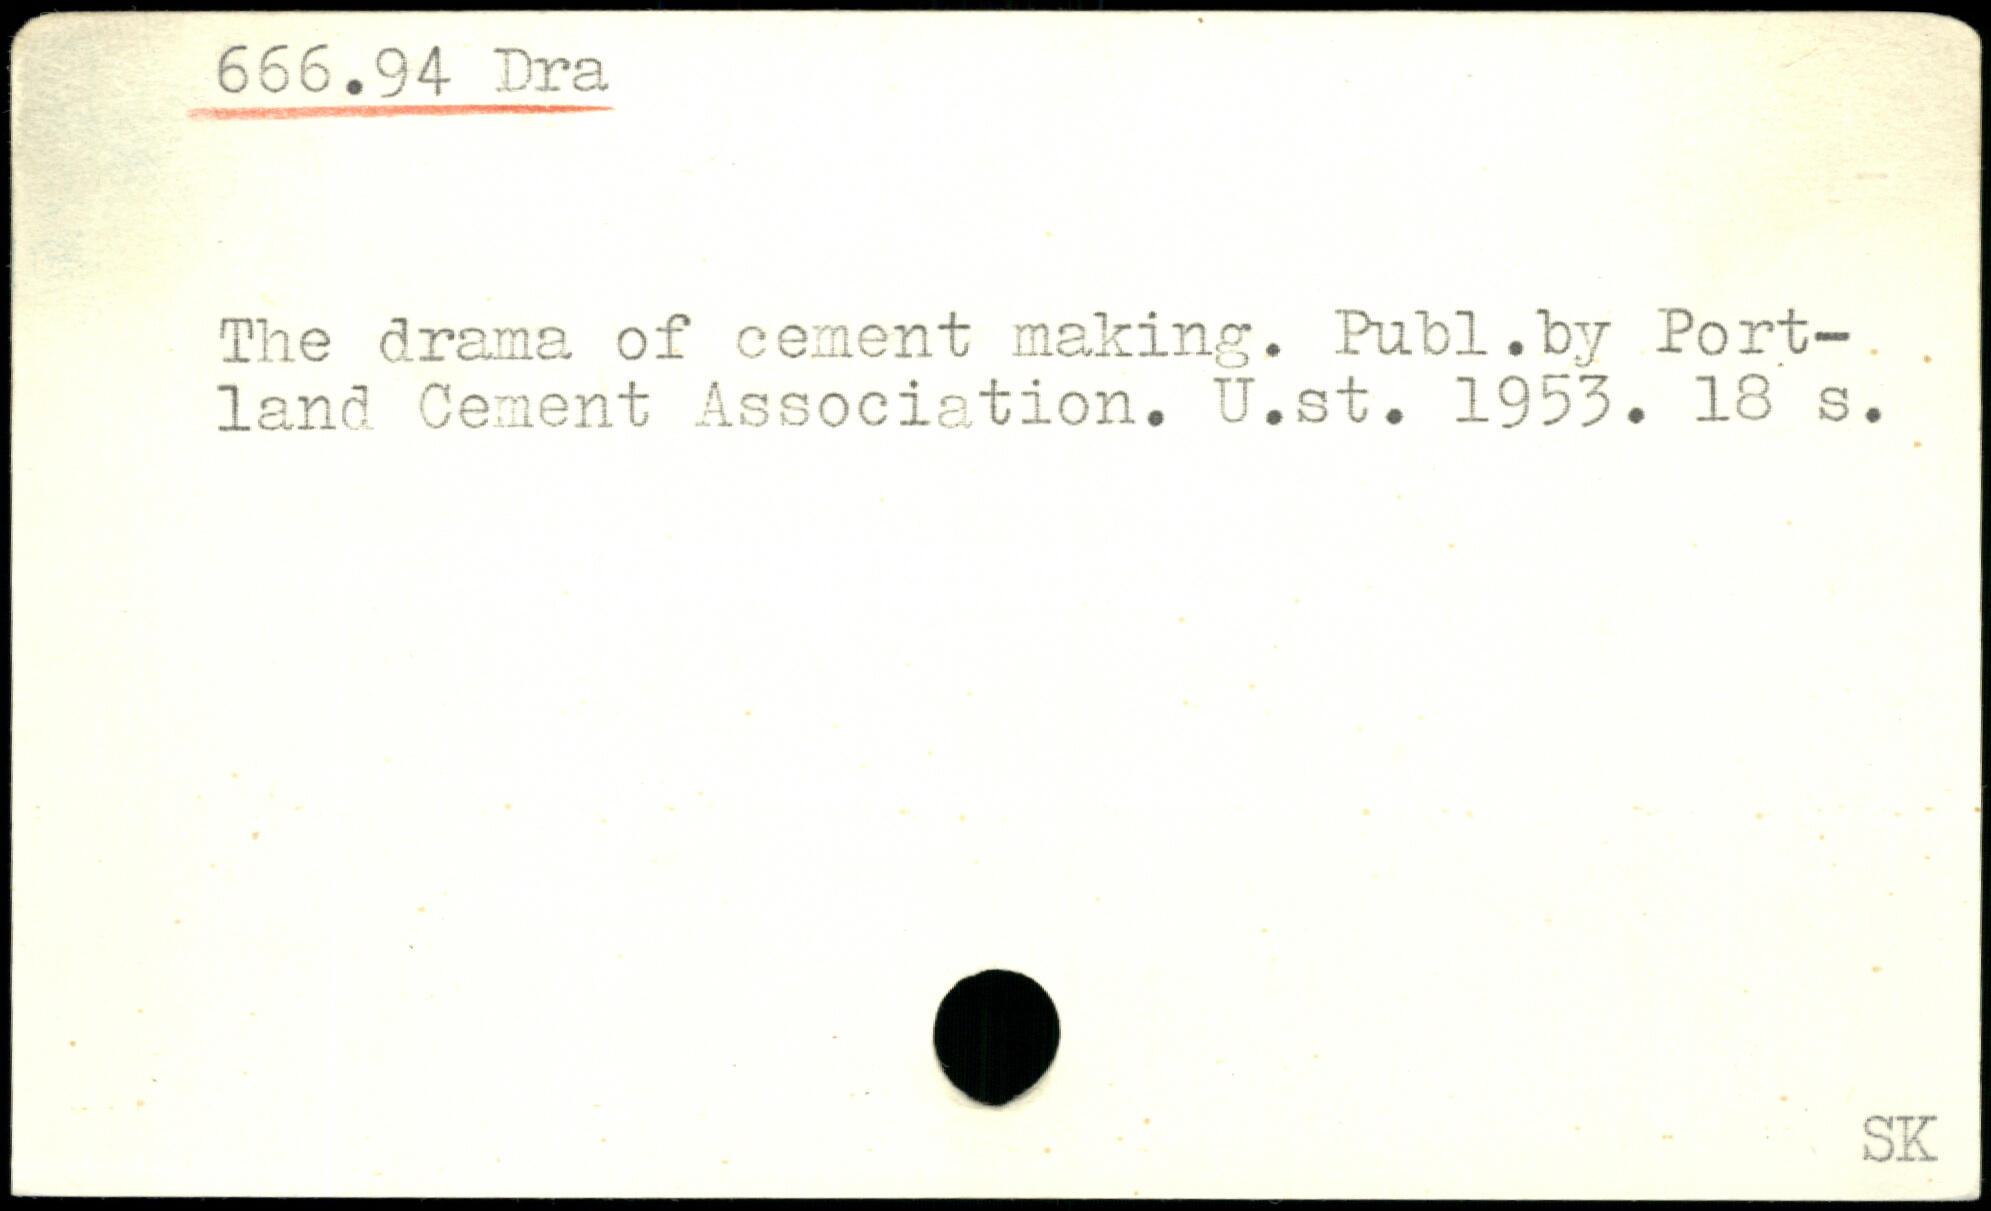 666.94 Dra
The drama of cement making. Publ.by Port-
land Cement Association. U.st. 1953. 18 s.
SK